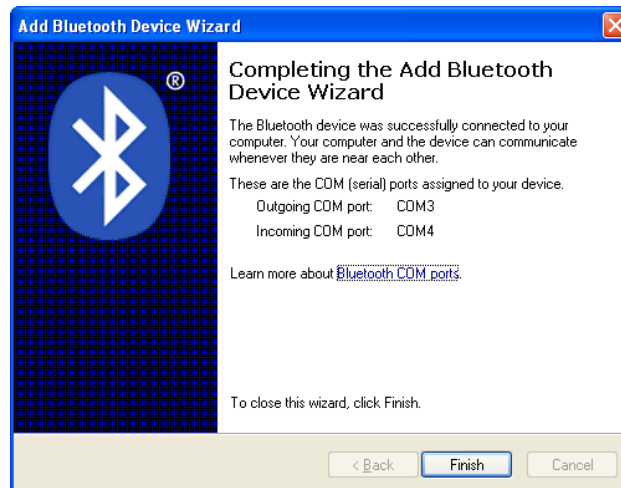 Add Bluetooth Device Wizard
®
Completing the Add Bluetooth
Device Wizard
The Bluetooth device was successfully connected to your
computer. Your computer and the device can communicate
whenever they are near each other.
These are the COM (serial) ports assigned to your device.
Outgoing COM port: COM3
Incoming COM port: COM4
Learn more about Bluetooth COM ports.
To close this wizard, click Finish.
< Back Finish Cancel